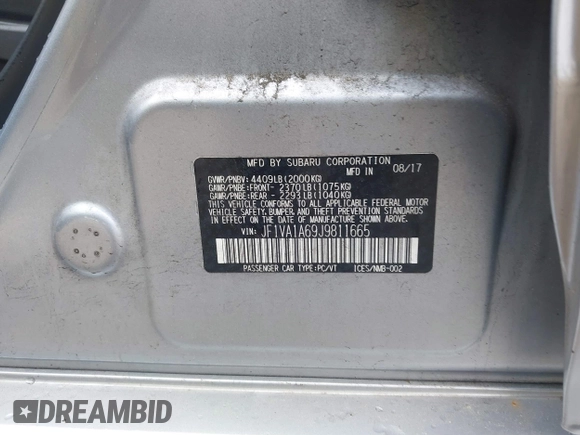 MFD BY SUBARU CORPORATION
GVWR/PNBV: 4409LB(2000KG) MFD IN 08/17
GAWR/PNBE:FRONT- 2370LB(1075KG)
GAWR/PNBE:REAR - 2293LB(1040KG)
THIS VEHICLE CONFORMS TO ALL APPLICABLE FEDERAL MOTOR
VEHICLE SAFETY, BUMPER, AND THEFT PREVENTION STANDARDS
IN EFFECT ON THE DATE OF MANUFACTURE SHOWN ABOVE.
VIN: JF1VA1A69J9811665
PASSENGER CAR TYPE:PC/VT ICES/NMB-002
DREAMBID